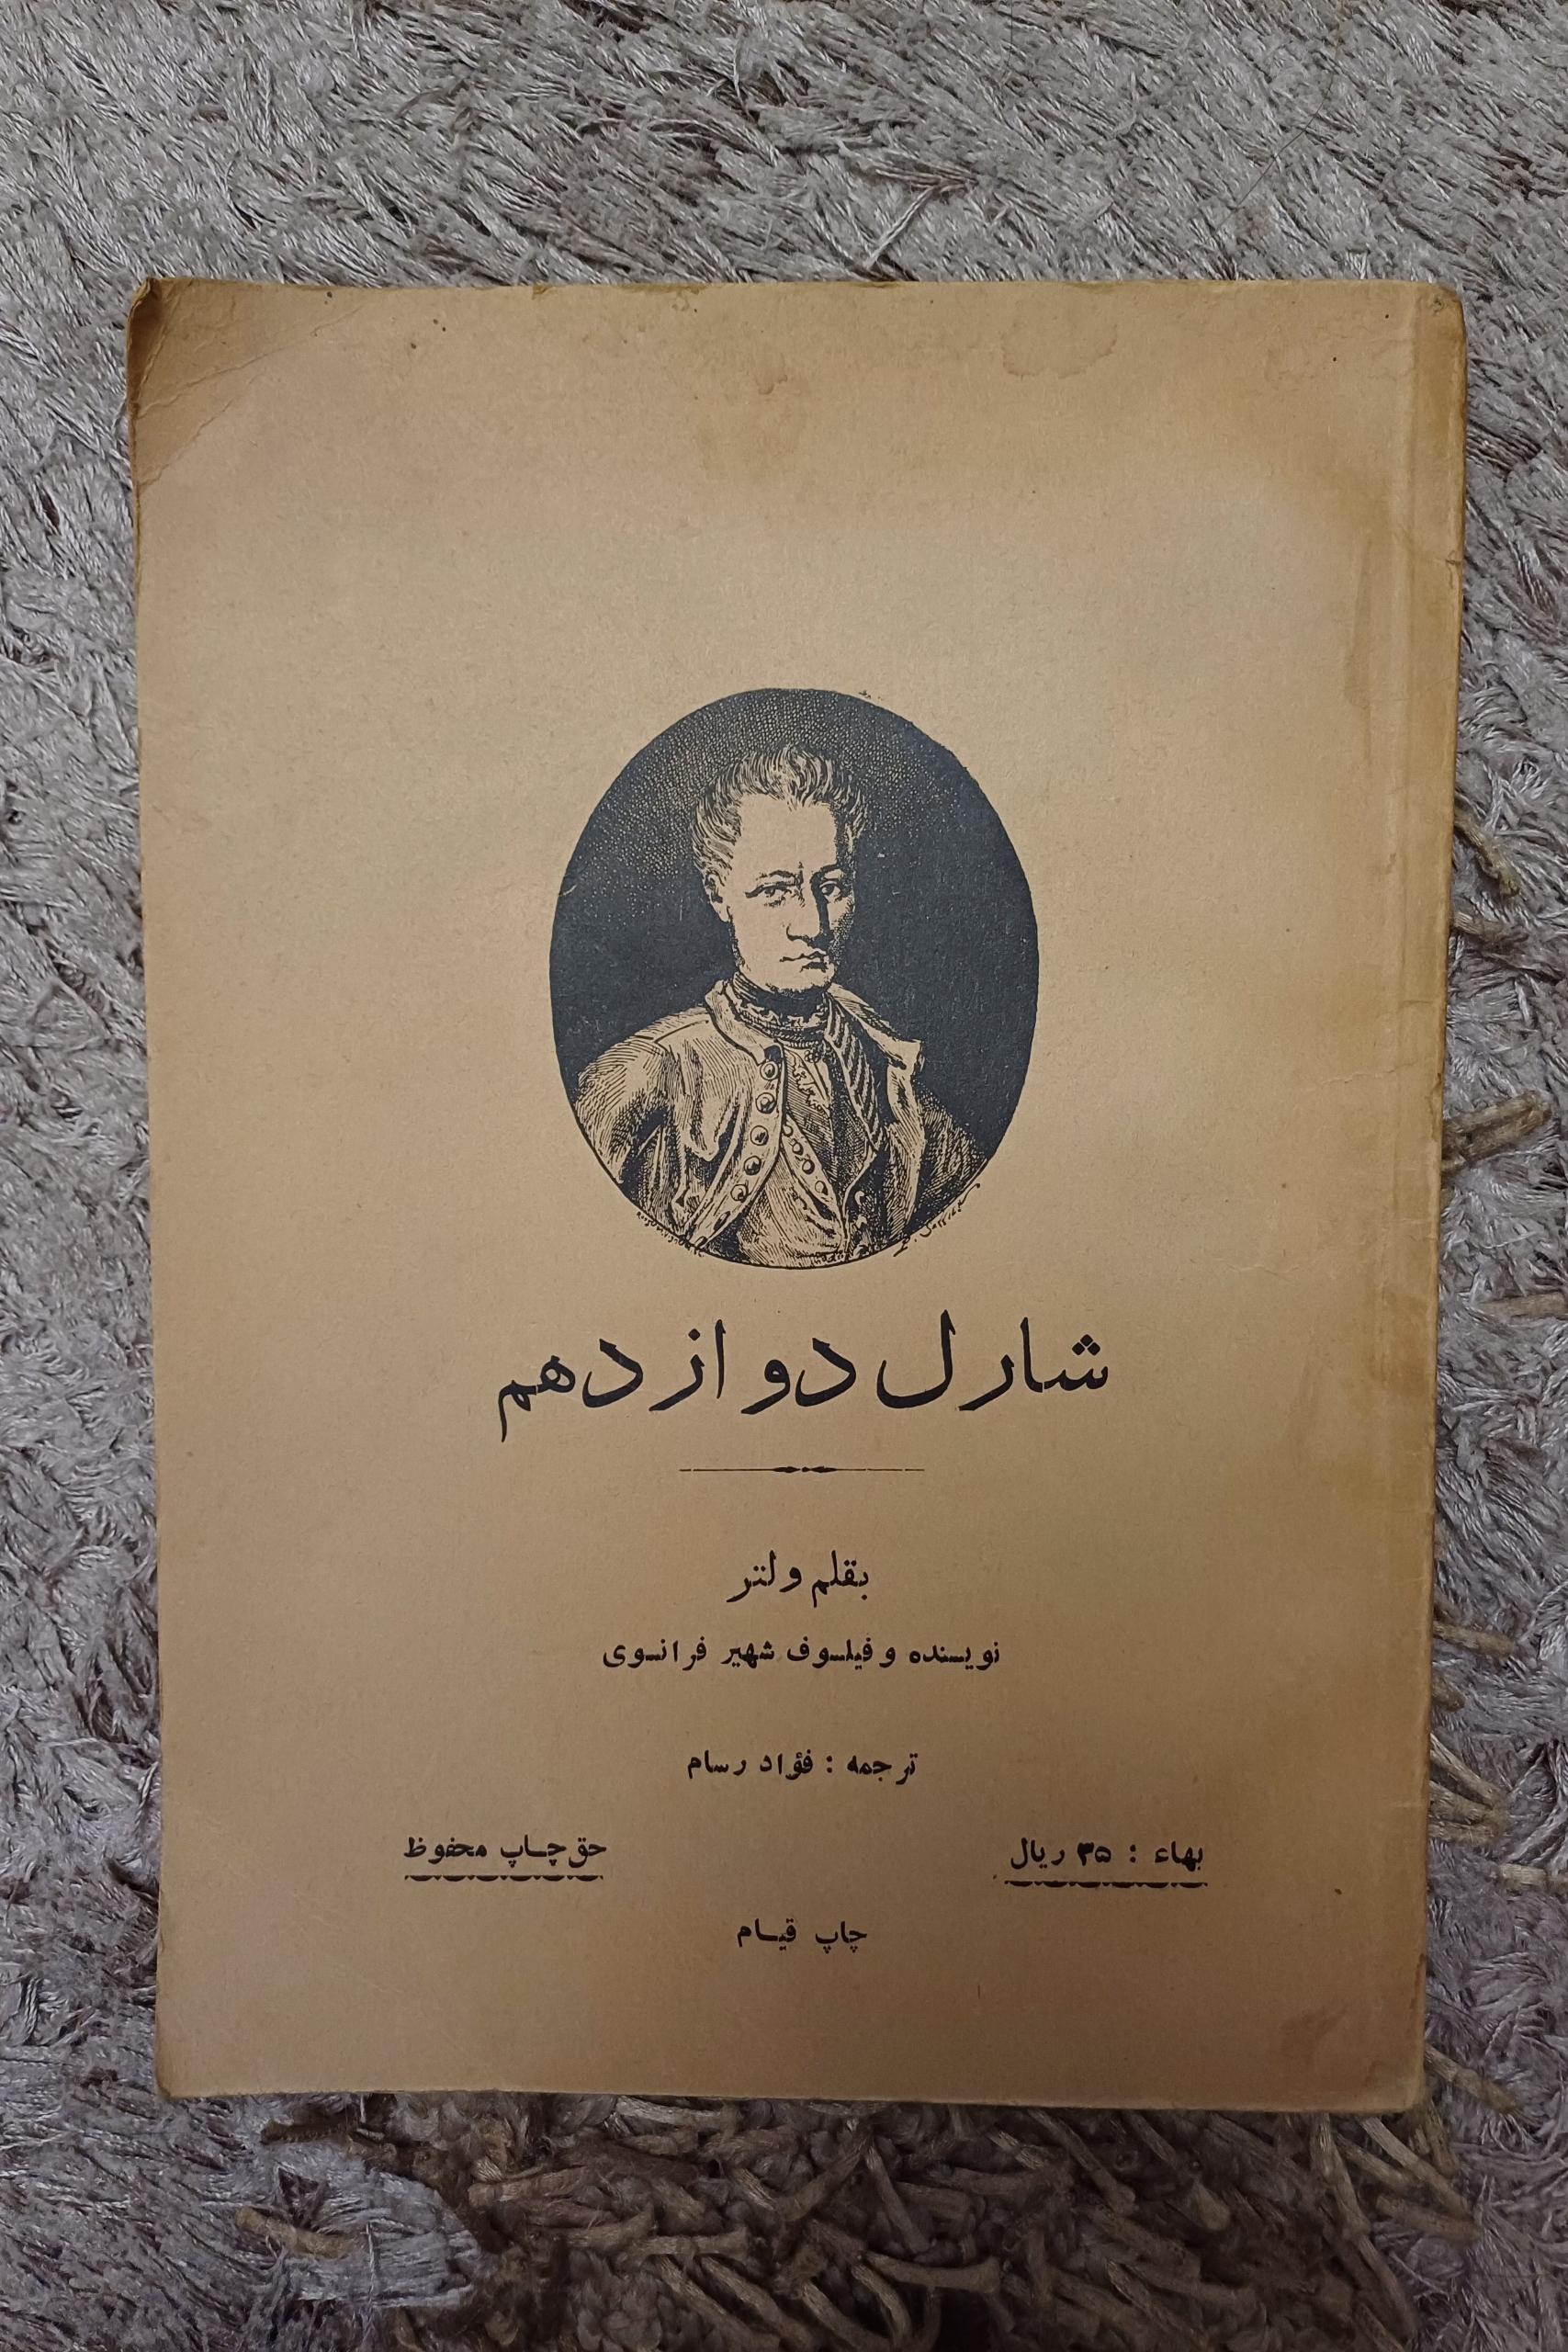 شارل دوازدهم
بقلم ولتر
نویسنده و فیلسوف شهیر فرانسوی
ترجمه : فؤاد رسام
بهاء : ۳۵ ریال
حق چاپ محفوظ
چاپ قیام